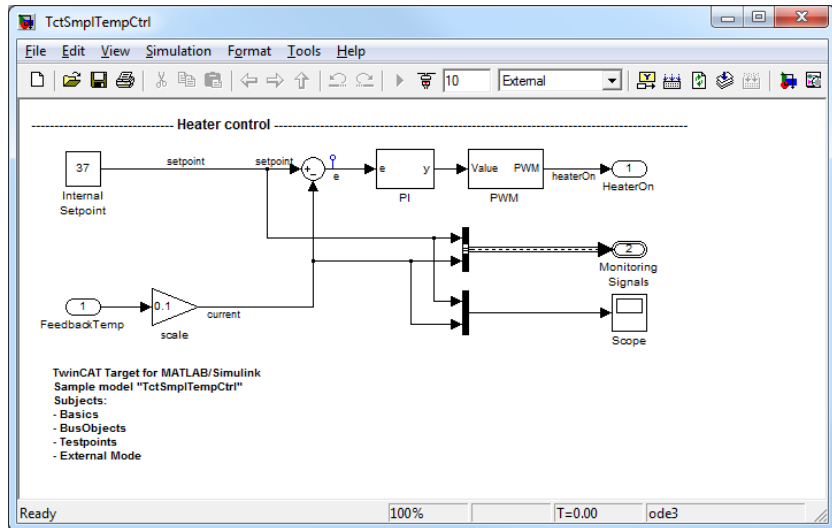 TctSmplTempCtrl
File Edit View Simulation Format Tools Help
10 External
Heater control
37
setpoint
setpoint
Internal
Setpoint
+
-
e
e y
PI
Value PWM
PWM
heaterOn
1
HeaterOn
2
Monitoring
Signals
1
FeedbackTemp
0.1
scale
current
Scope
TwinCAT Target for MATLAB/Simulink
Sample model "TctSmplTempCtrl"
Subjects:
- Basics
- BusObjects
- Testpoints
- External Mode
Ready 100% T=0.00 ode3